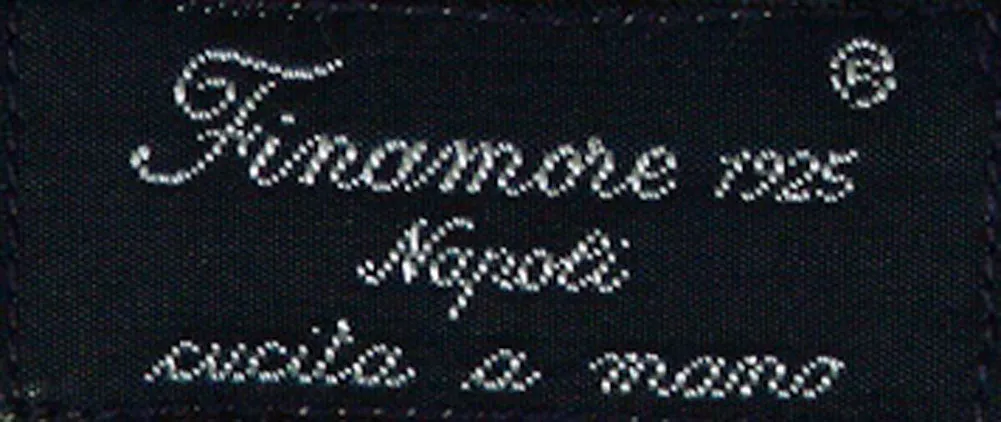 Finamore 1925 ®
Napoli
cucita a mano